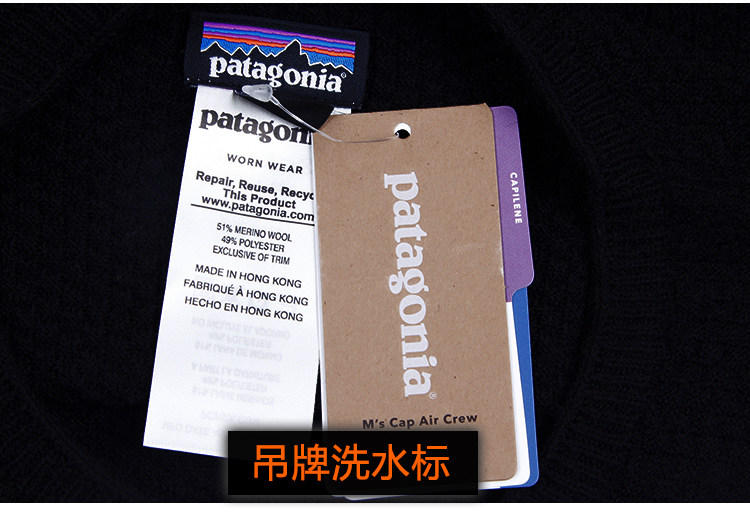 patagonia®
patagoni
WORN WEAR
Repair, Reuse, Recyc
This Product
www.patagonia.com
51% MERINO WOOL
49% POLYESTER
EXCLUSIVE OF TRIM
MADE IN HONG KONG
FABRIQUÉ À HONG KONG
HECHO EN HONG KONG
CAPILENE
patagonia®
M's Cap Air Crew
吊牌洗水标